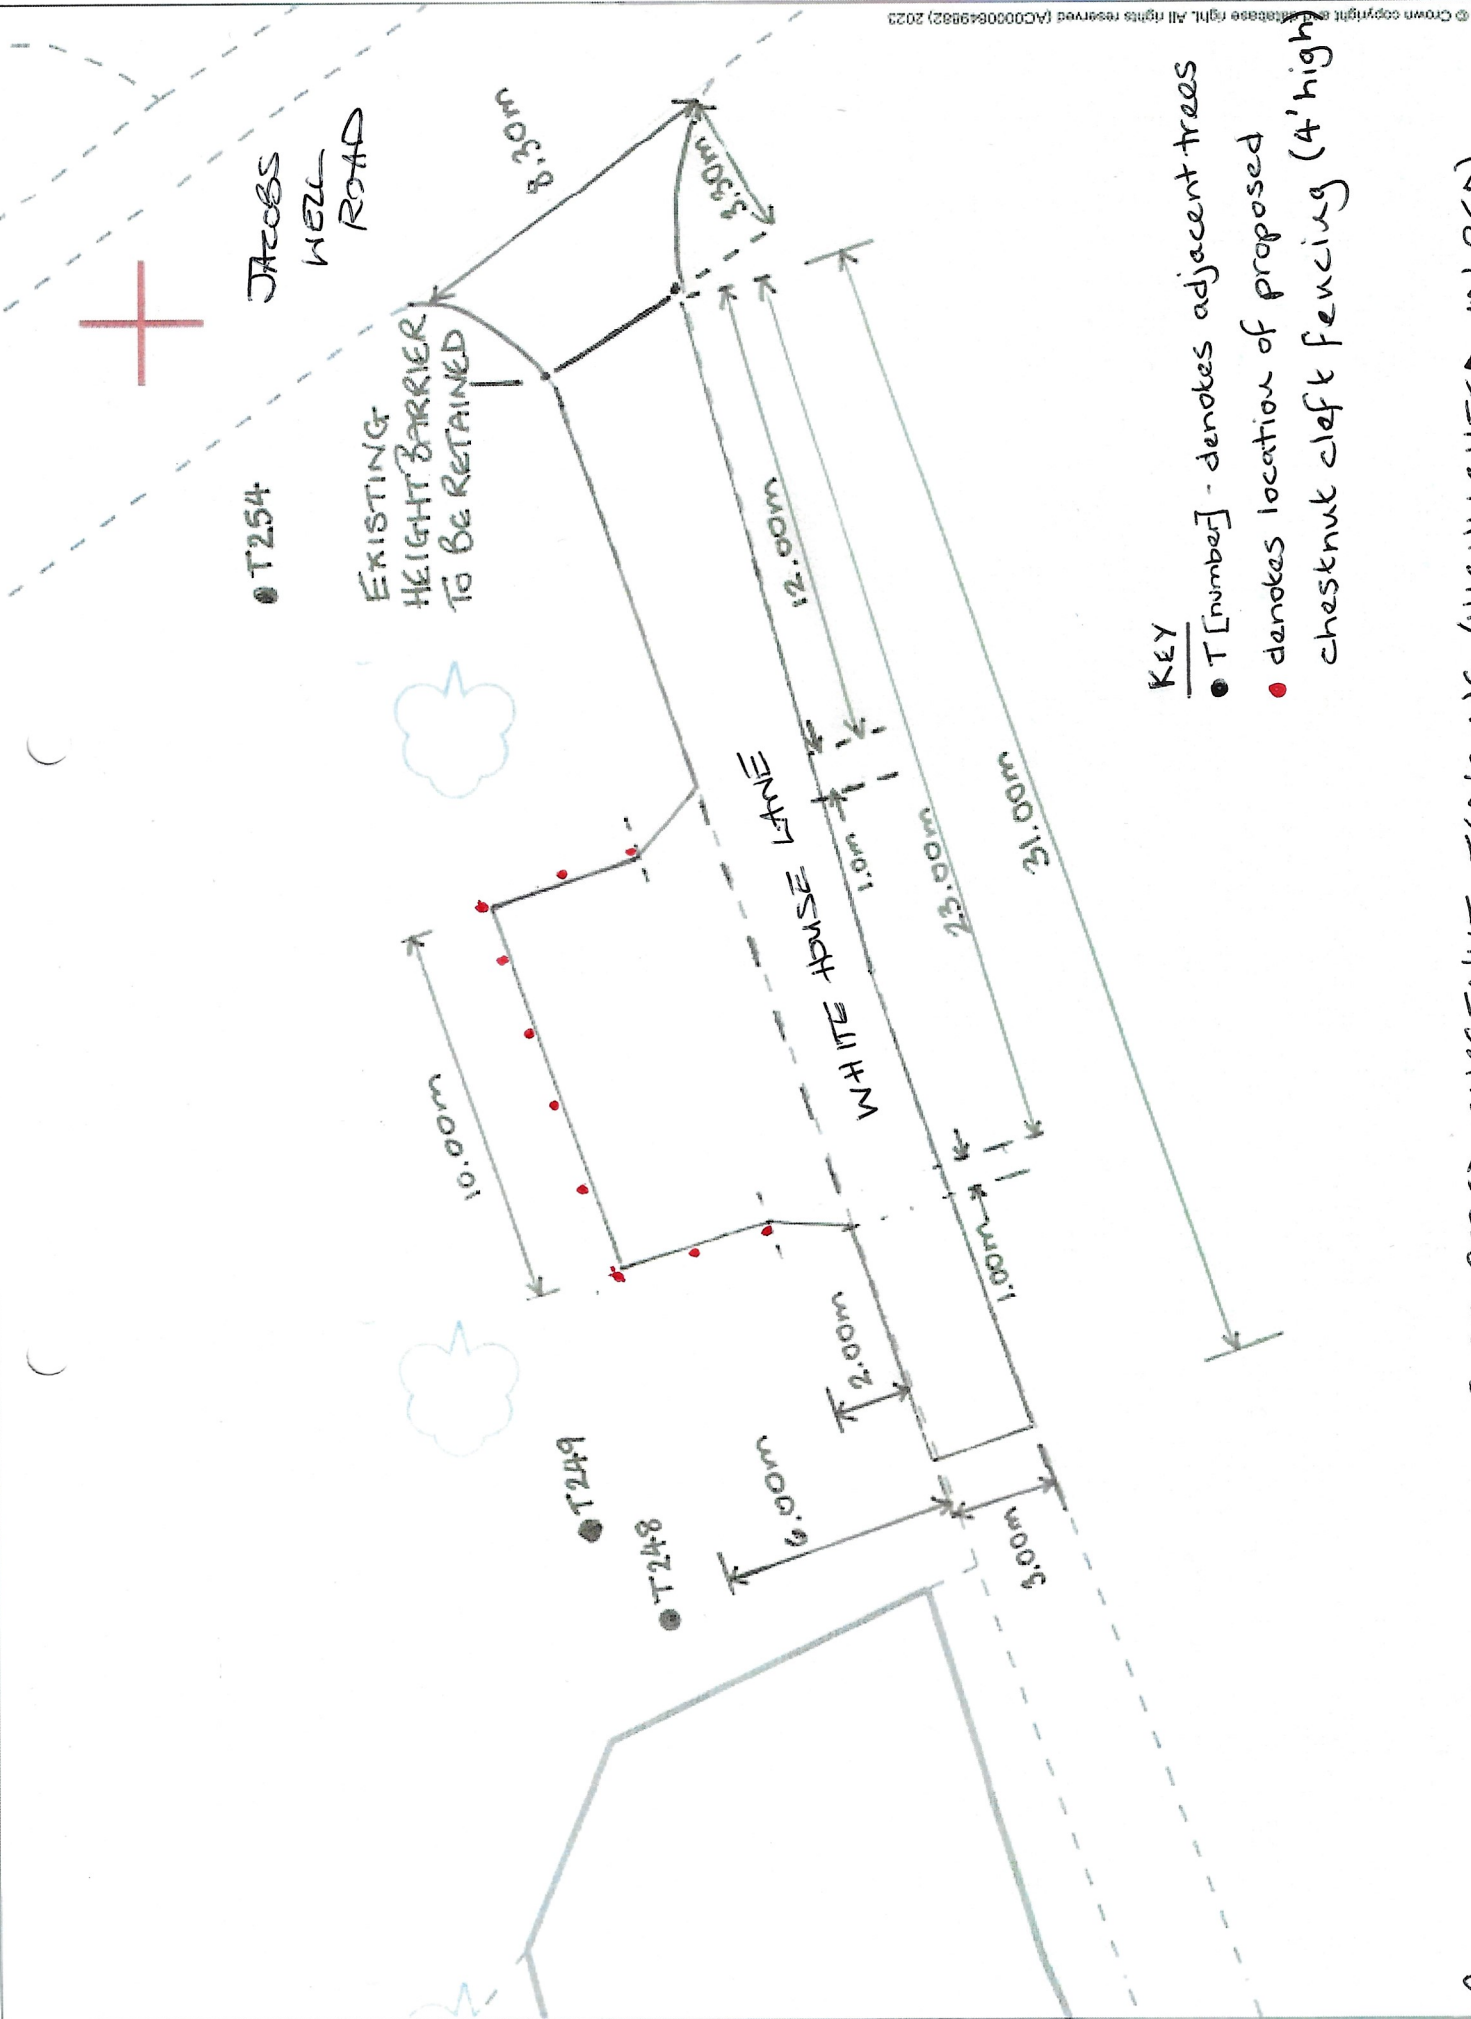 © Crown copyright and database right. All rights reserved (AC0000849882) 2023
JACOBS
WELL
ROAD
8.30m
3.30m
EXISTING
HEIGHT BARRIER
TO BE RETAINED
T254
12.00m
1.0m
23.00m
31.00m
WHITE HOUSE LANE
10.00m
1.00m
2.00m
6.00m
3.00m
T249
T248
KEY
T [number] - denotes adjacent trees
denotes location of proposed
chestnut cleft fencing (4' high)